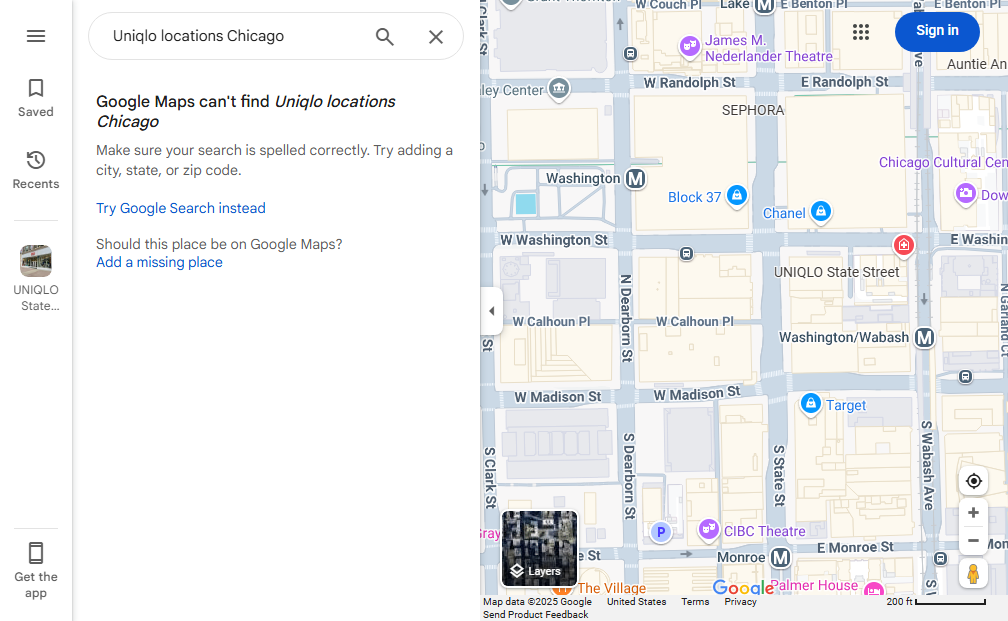 Uniqlo locations Chicago
Saved
Recents
UNIQLO
State...
Get the
app
Google Maps can't find Uniqlo locations
Chicago
Make sure your search is spelled correctly. Try adding a
city, state, or zip code.
Try Google Search instead
Should this place be on Google Maps?
Add a missing place
Sign in
W Couch Pl
Lake
M
E Benton Pl
E Benton Pl
James M.
Nederlander Theatre
Auntie An
W Randolph St
E Randolph St
ley Center
SEPHORA
Chicago Cultural Cen
Washington
M
Block 37
Chanel
Dow
W Washington St
E Washin
UNIQLO State Street
N Dearborn St
N Garland Ct
W Calhoun Pl
W Calhoun Pl
Washington/Wabash
M
W Madison St
W Madison St
Target
S Clark St
S Dearborn St
S State St
S Wabash Ave
P
CIBC Theatre
Monroe
M
E Monroe St
Layers
e St
The Village
Google
Palmer House
Map data ©2025 Google
United States
Terms
Privacy
200 ft
Send Product Feedback